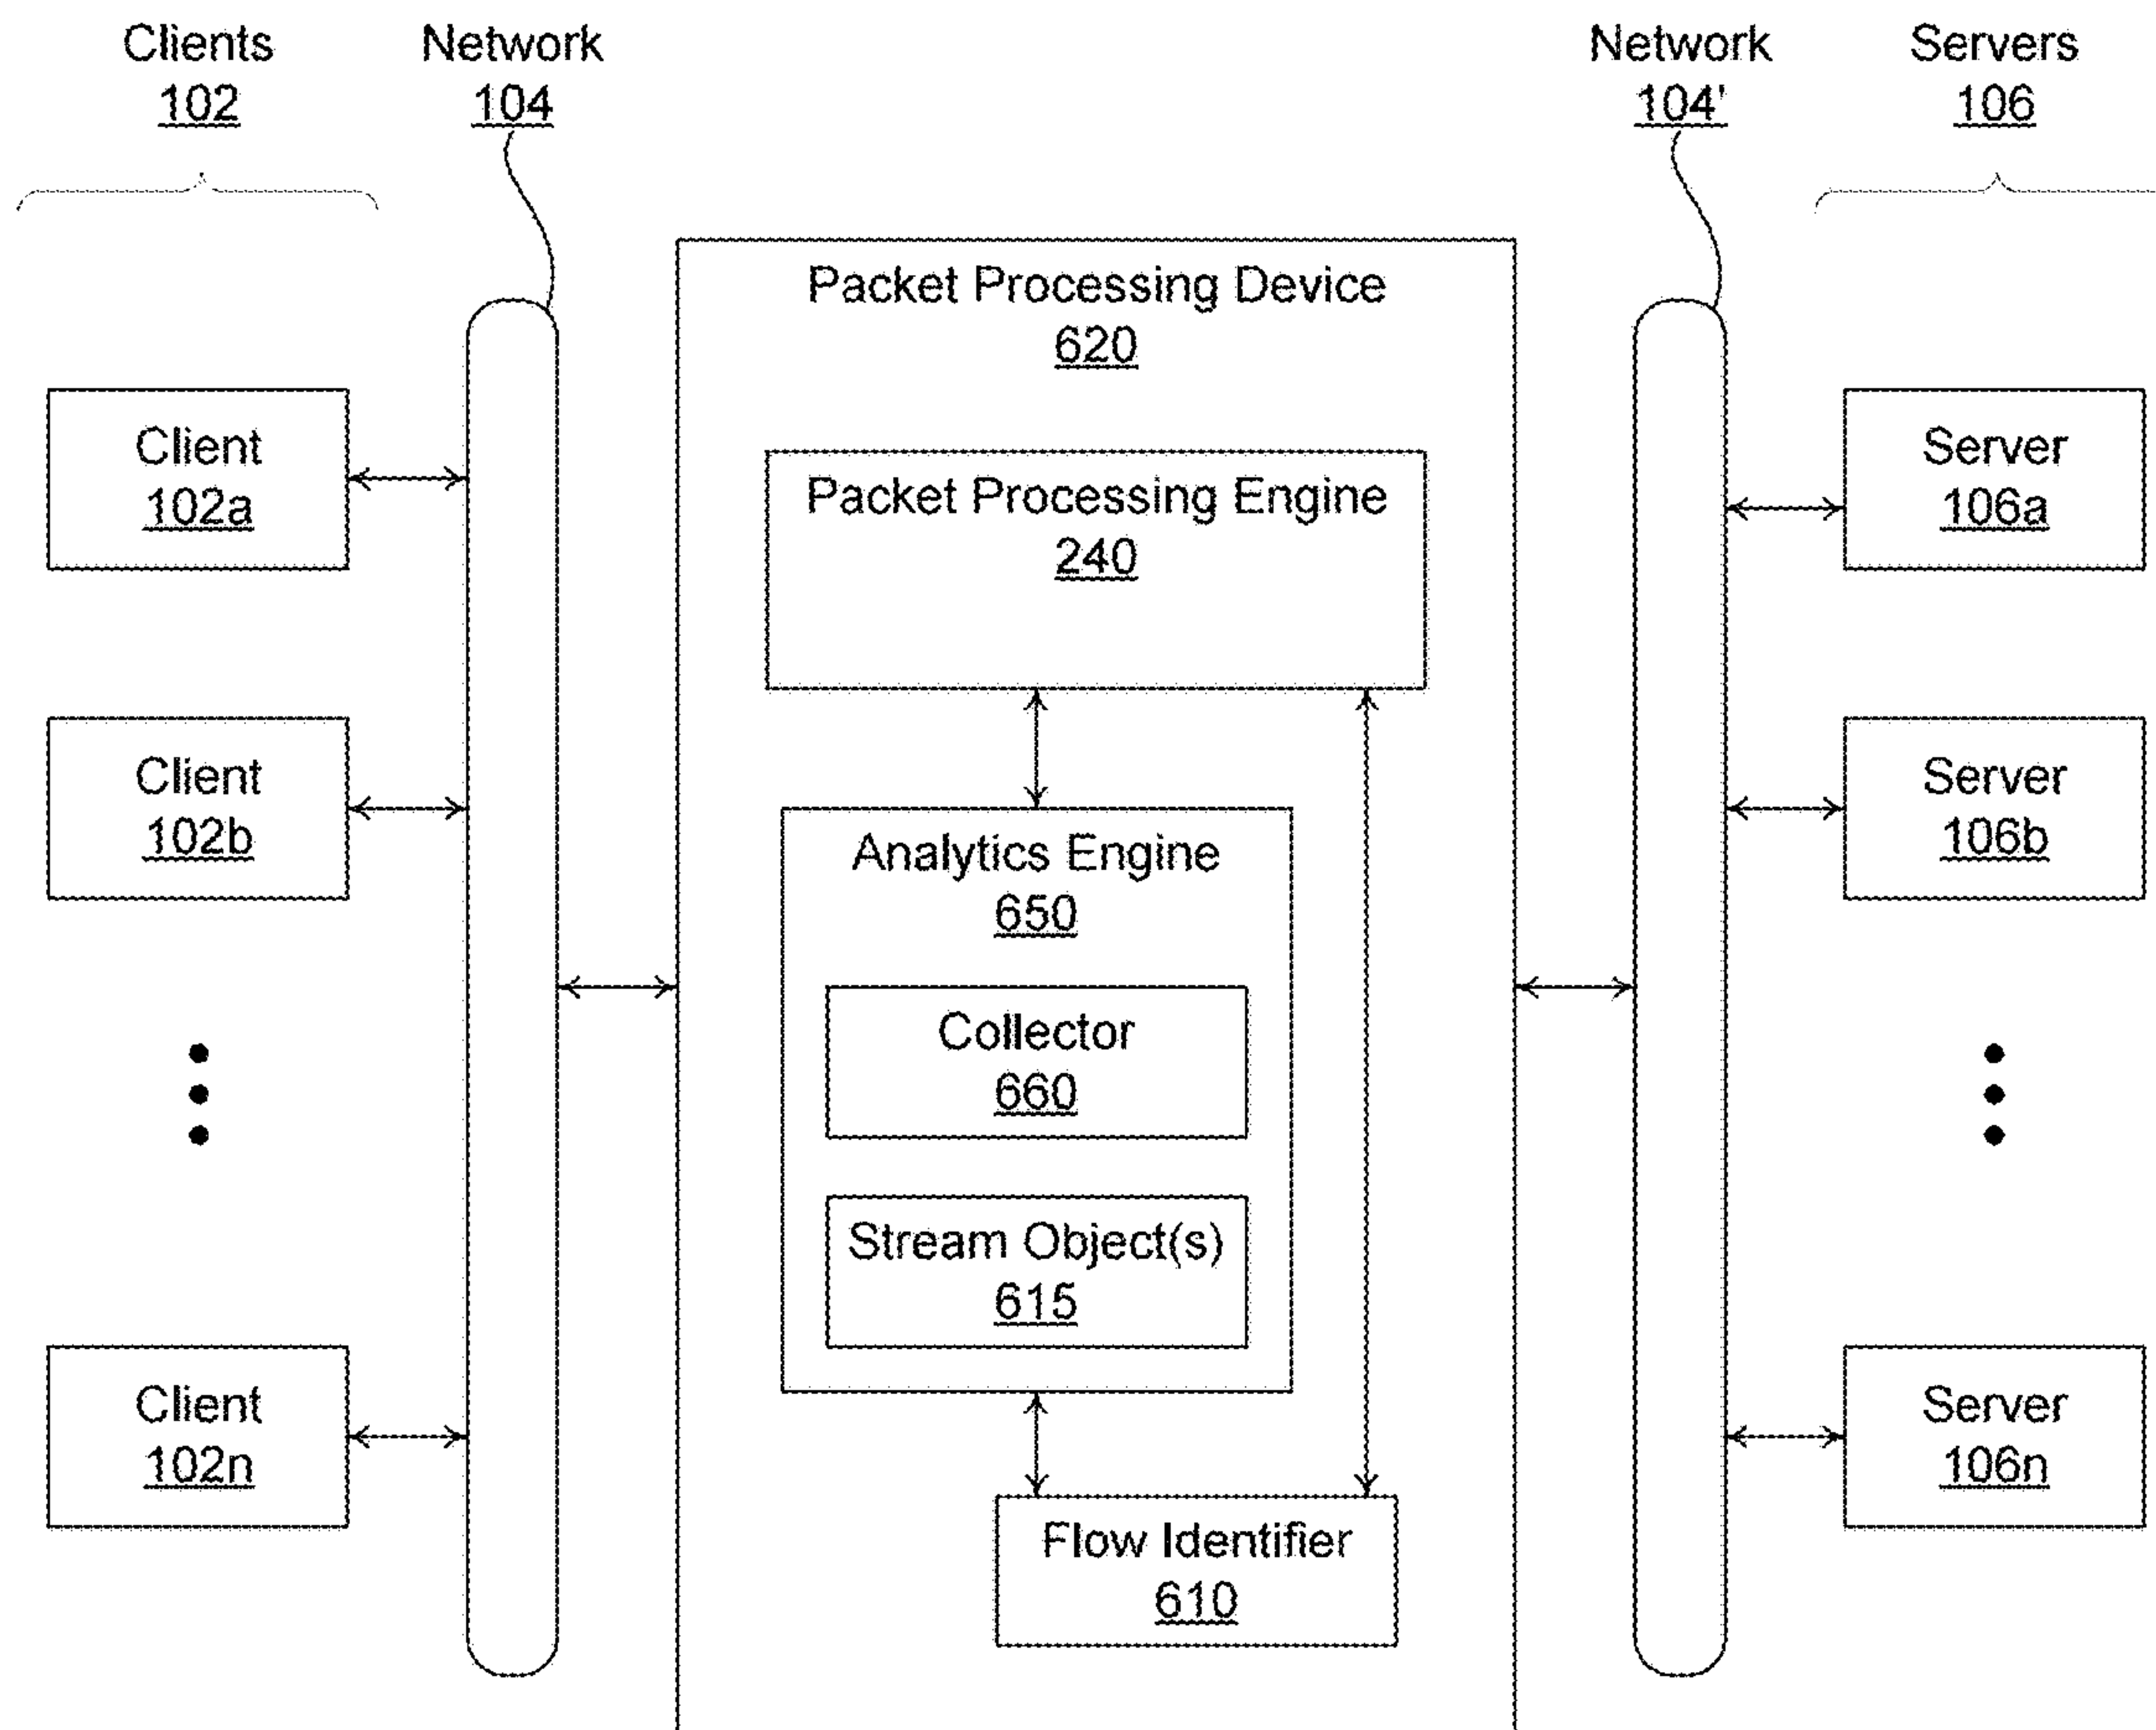 Clients
102
Network
104
Network
104'
Servers
106
Packet Processing Device
620
Packet Processing Engine
240
Client
102a
Client
102b
Client
102n
Analytics Engine
650
Collector
660
Stream Object(s)
615
Flow Identifier
610
Server
106a
Server
106b
Server
106n